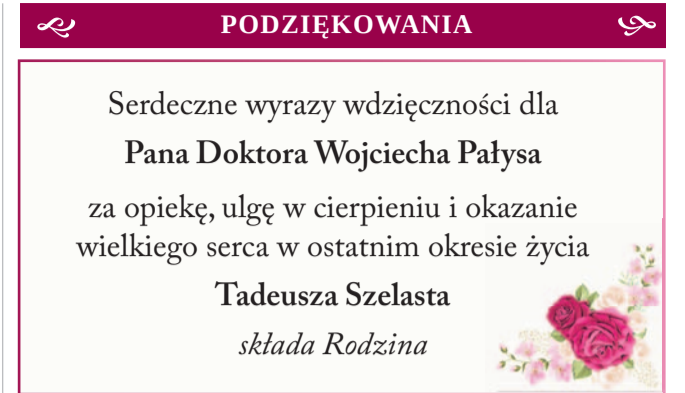 PODZIĘKOWANIA
Serdeczne wyrazy wdzięczności dla
Pana Doktora Wojciecha Pałysa
za opiekę, ulgę w cierpieniu i okazanie
wielkiego serca w ostatnim okresie życia
Tadeusza Szelasta
składa Rodzina